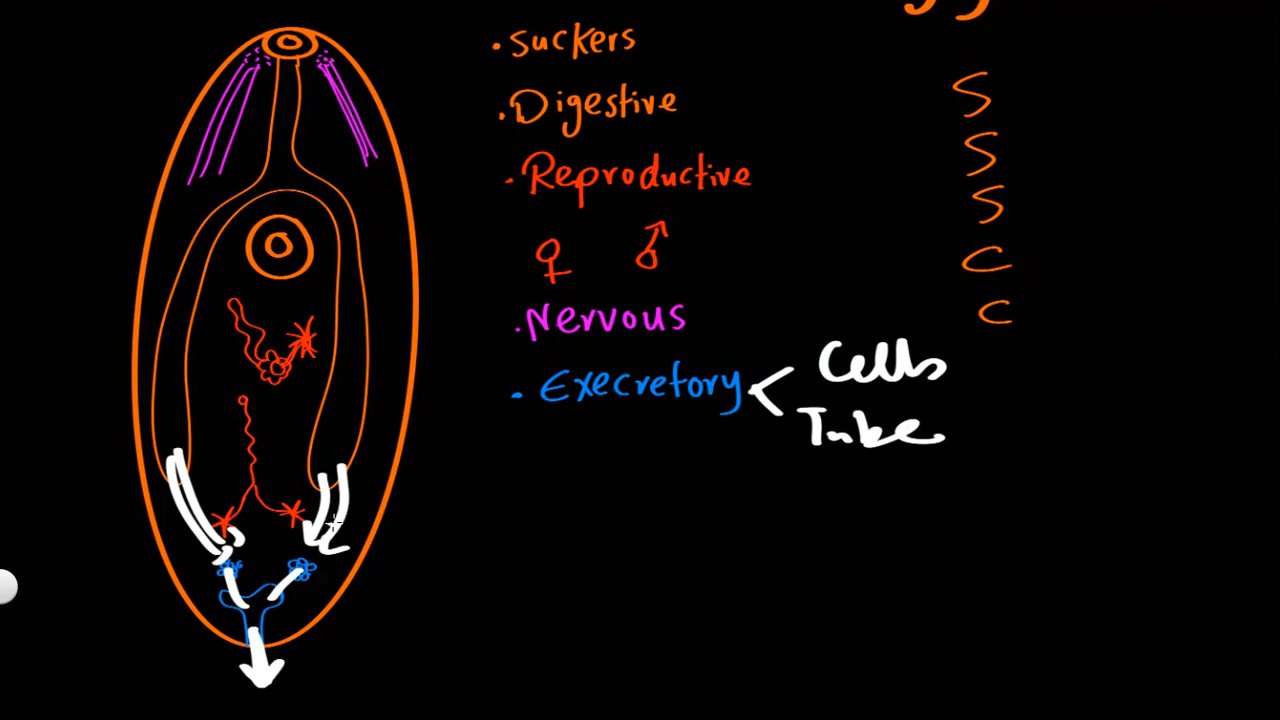 . Suckers
. Digestive
. Reproductive
♀ ♂
. Nervous
. Execretory < Cells
Tube
S
S
S
C
C